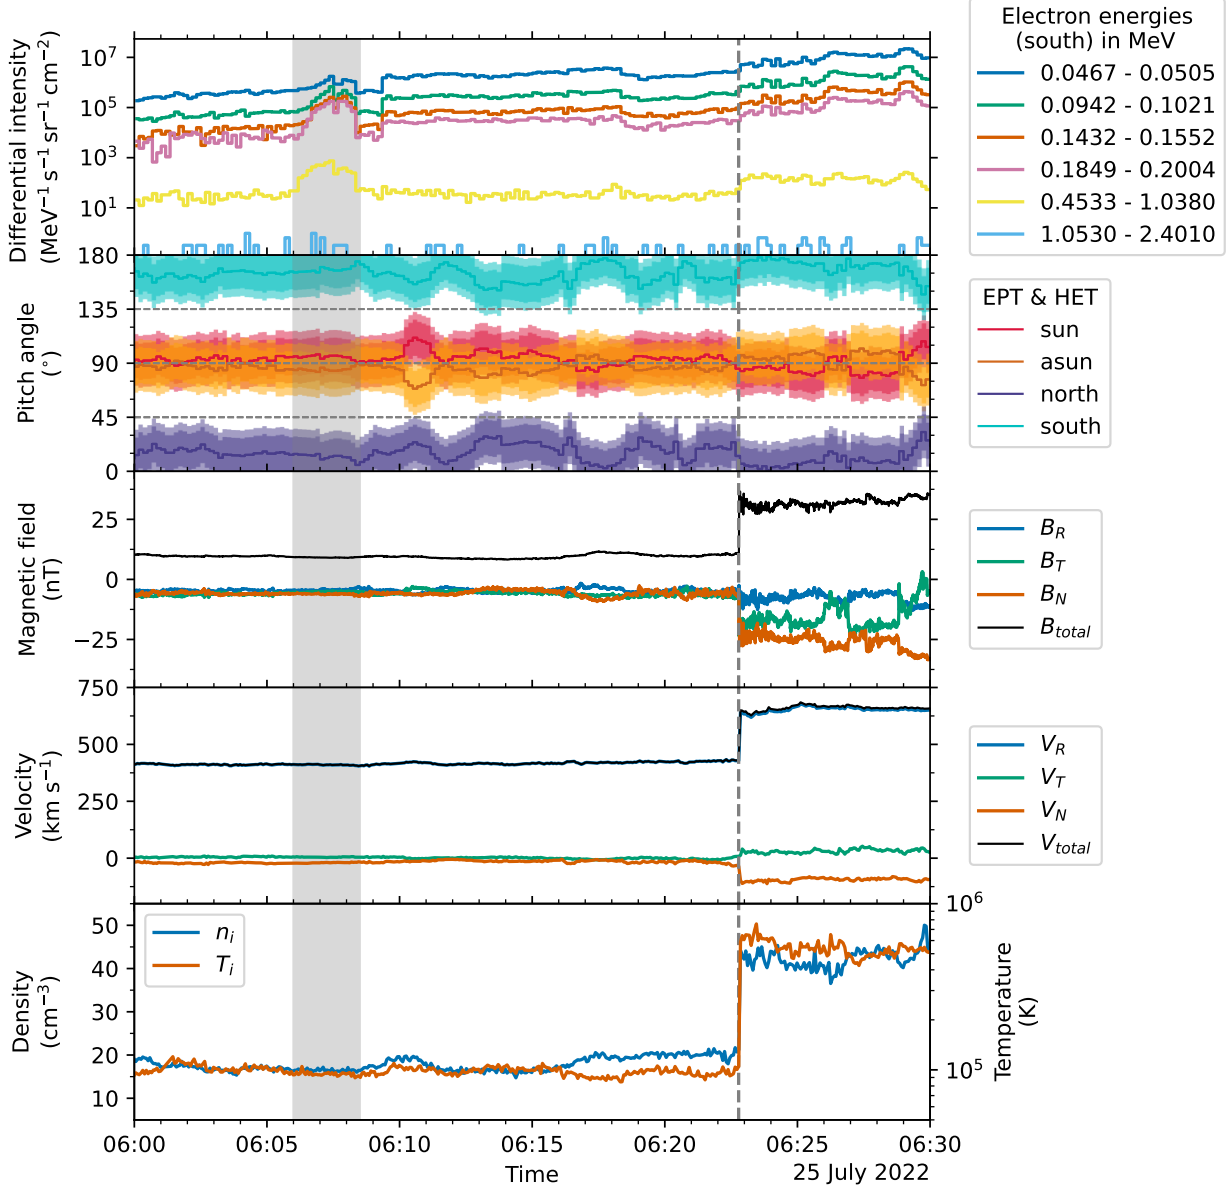 Electron energies
(south) in MeV
0.0467 - 0.0505
0.0942 - 0.1021
0.1432 - 0.1552
0.1849 - 0.2004
0.4533 - 1.0380
1.0530 - 2.4010
Differential intensity
(MeV⁻¹ s⁻¹ sr⁻¹ cm⁻²)
10⁷
10⁵
10³
10¹
Pitch angle
(°)
180
135
90
45
0
EPT & HET
sun
asun
north
south
Magnetic field
(nT)
25
0
−25
B_R
B_T
B_N
B_total
Velocity
(km s⁻¹)
750
500
250
0
V_R
V_T
V_N
V_total
Density
(cm⁻³)
50
40
30
20
10
n_i
T_i
10⁶
10⁵
Temperature
(K)
06:00
06:05
06:10
06:15
06:20
06:25
06:30
Time
25 July 2022